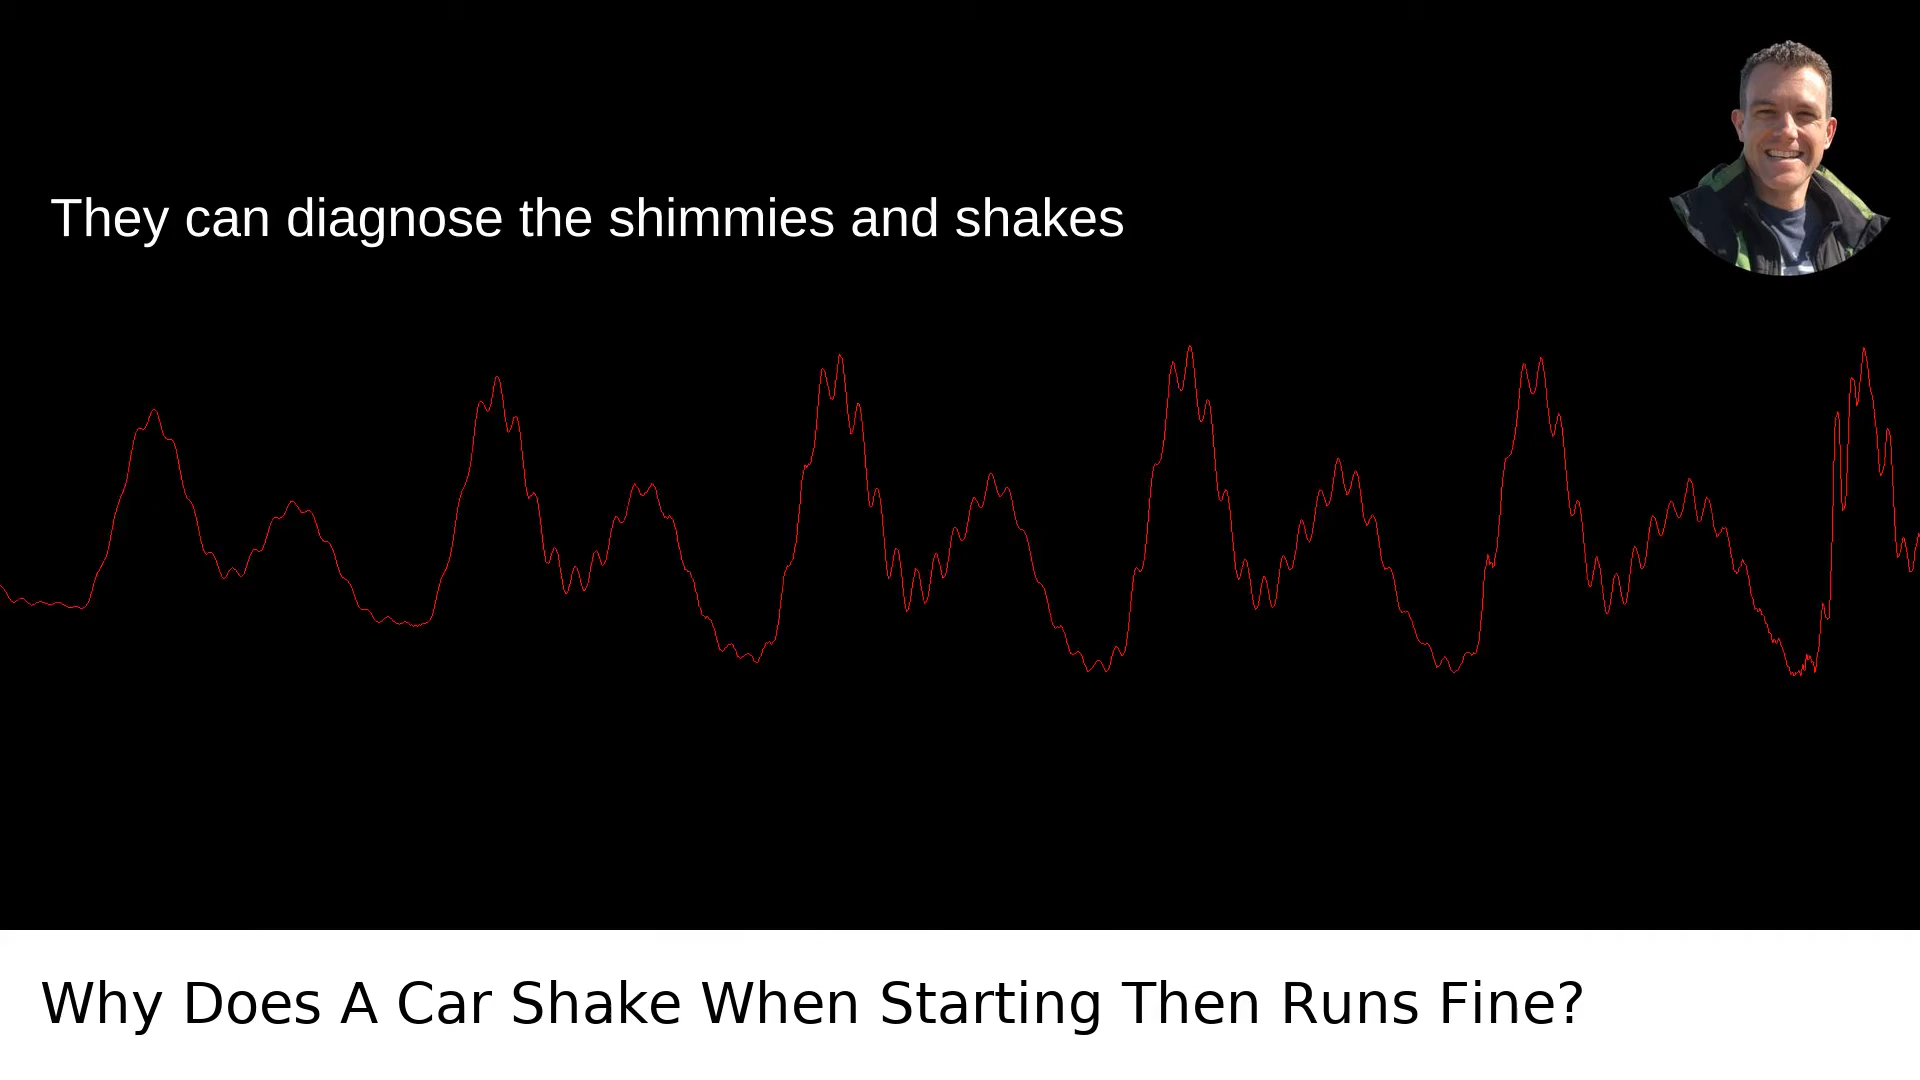 They can diagnose the shimmies and shakes
Why Does A Car Shake When Starting Then Runs Fine?